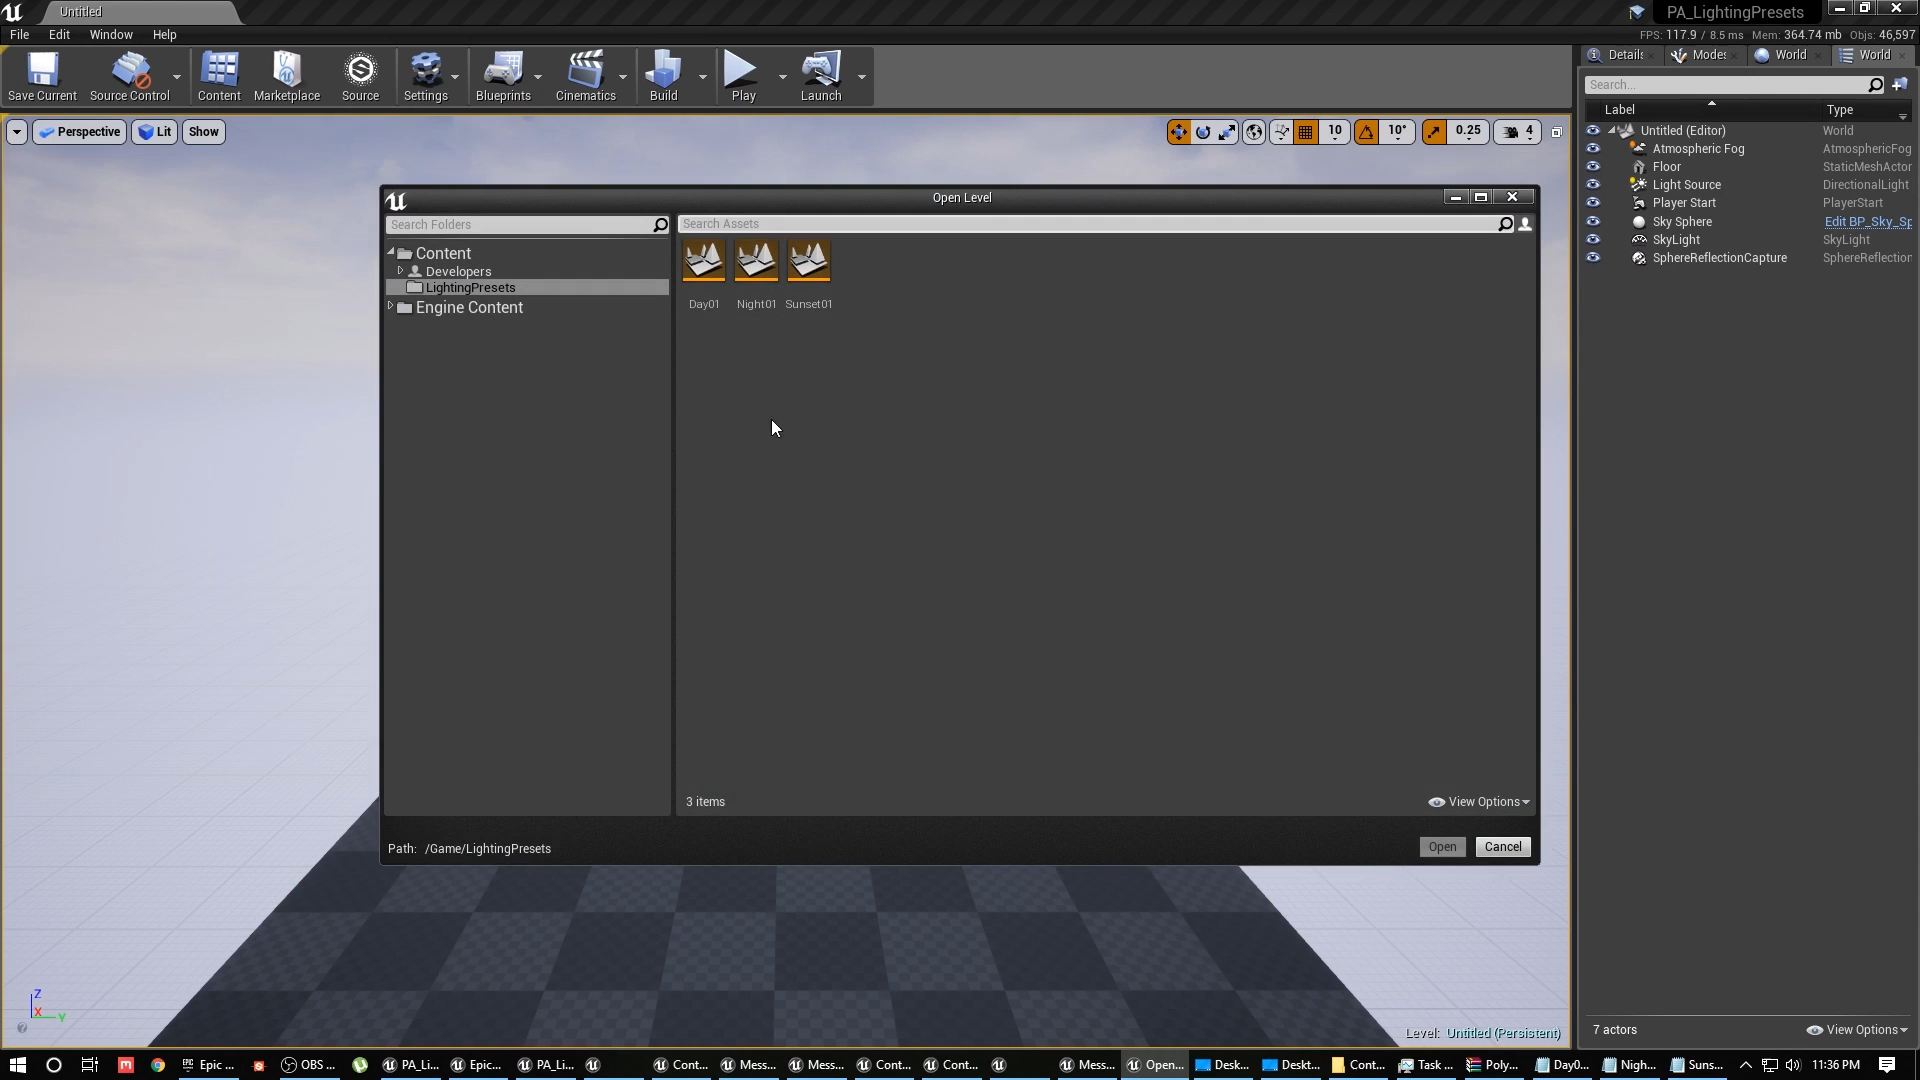 Untitled
PA_LightingPresets
File Edit Window Help
FPS: 117.9 / 8.5 ms Mem: 364.74 mb Objs: 46,597
Save Current
Source Control
Content
Marketplace
Source
Settings
Blueprints
Cinematics
Build
Play
Launch
Details
Modes
World
World
Perspective
Lit
Show
10
10°
0.25
4
Search...
Label Type
Untitled (Editor) World
Atmospheric Fog AtmosphericFog
Floor StaticMeshActor
Light Source DirectionalLight
Player Start PlayerStart
Sky Sphere Edit BP_Sky_Sp
SkyLight SkyLight
SphereReflectionCapture SphereReflection
Open Level
Search Folders
Search Assets
Content
Developers
LightingPresets
Engine Content
Day01 Night01 Sunset01
3 items
View Options
Path: /Game/LightingPresets
Open
Cancel
Z
X
Y
Level: Untitled (Persistent)
7 actors
View Options
Epic ...
OBS ...
PA_Li...
Epic...
PA_Li...
Cont...
Mess...
Mess...
Cont...
Cont...
Mess...
Open...
Desk...
Deskt...
Cont...
Task ...
Poly...
Day0...
Nigh...
Suns...
11:36 PM